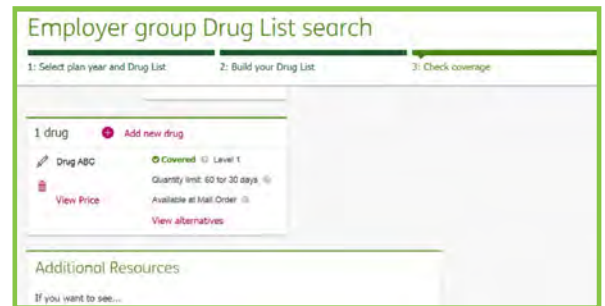 Employer group Drug List search
1: Select plan year and Drug List
2: Build your Drug List
3: Check coverage
1 drug
Add new drug
Drug ABC
Covered Level 1
Quantity limit: 60 for 30 days
View Price
Available at Mail Order
View alternatives
Additional Resources
If you want to see...